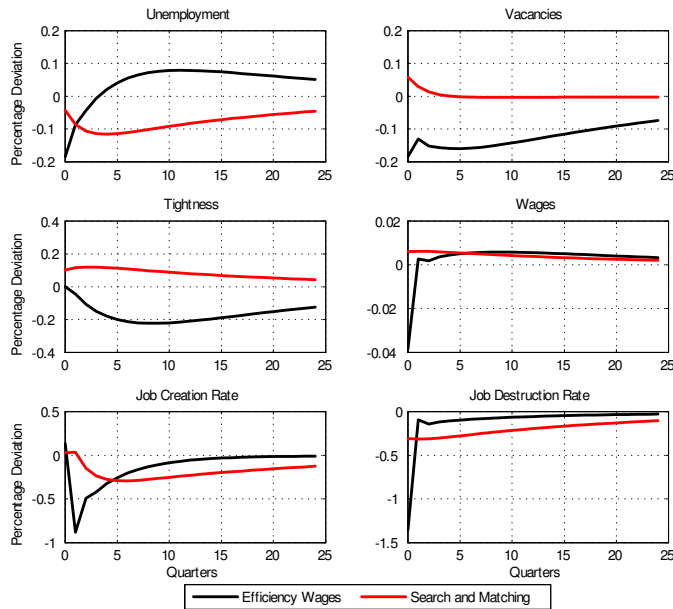 Unemployment
Vacancies
Percentage Deviation
0.2
0.1
0
-0.1
-0.2
0 5 10 15 20 25
0.2
0.1
0
-0.1
-0.2
0 5 10 15 20 25
Tightness
Wages
Percentage Deviation
0.4
0.2
0
-0.2
-0.4
0 5 10 15 20 25
0.02
0
-0.02
-0.04
0 5 10 15 20 25
Job Creation Rate
Job Destruction Rate
Percentage Deviation
0.5
0
-0.5
-1
0 5 10 15 20 25
Quarters
0
-0.5
-1
-1.5
0 5 10 15 20 25
Quarters
Efficiency Wages
Search and Matching